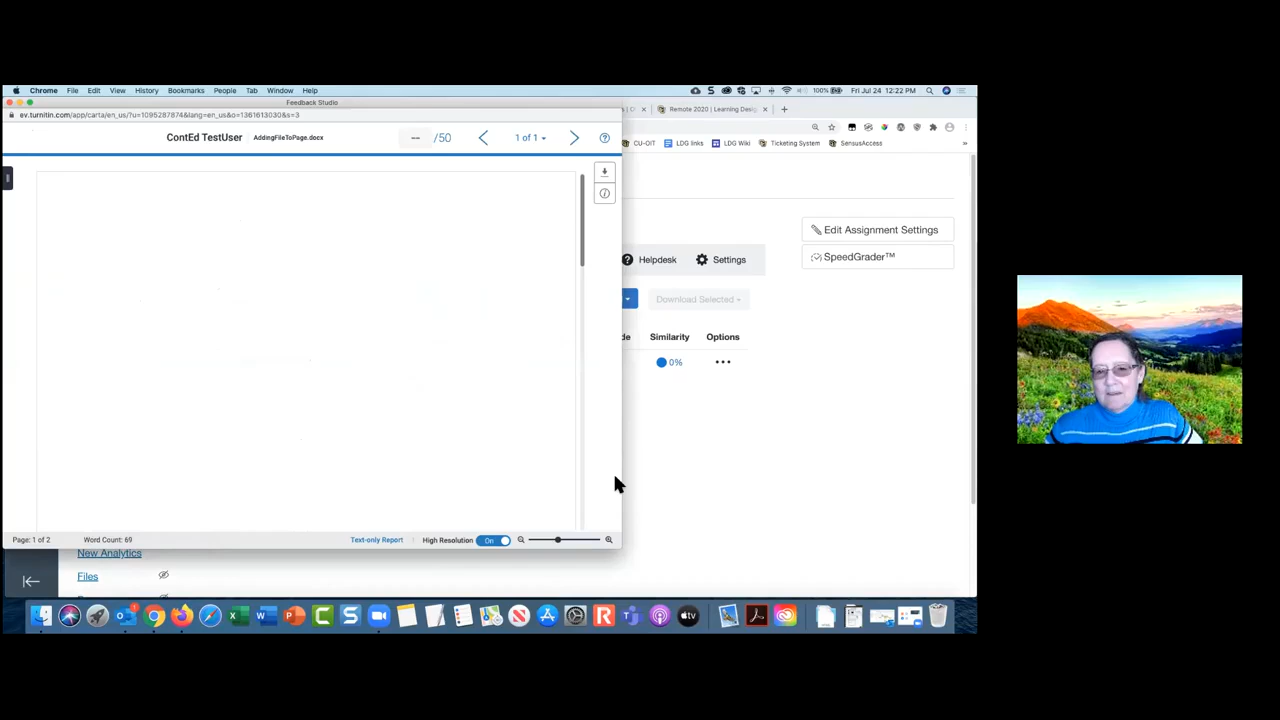 Chrome File Edit View History Bookmarks People Tab Window Help
100% Fri Jul 24 12:22 PM
Feedback Studio
Remote 2020 | Learning Desig
ev.turnitin.com/app/carta/en_us/?u=1095287874&lang=en_us&o=1361613030&s=3
ContEd TestUser AddingFileToPage.docx -- /50 1 of 1
CU-OIT LDG links LDG Wiki Ticketing System SensusAccess »
Edit Assignment Settings
Helpdesk Settings
SpeedGrader™
Download Selected
de Similarity Options
0% •••
Page: 1 of 2 Word Count: 69 Text-only Report High Resolution On
New Analytics
Files